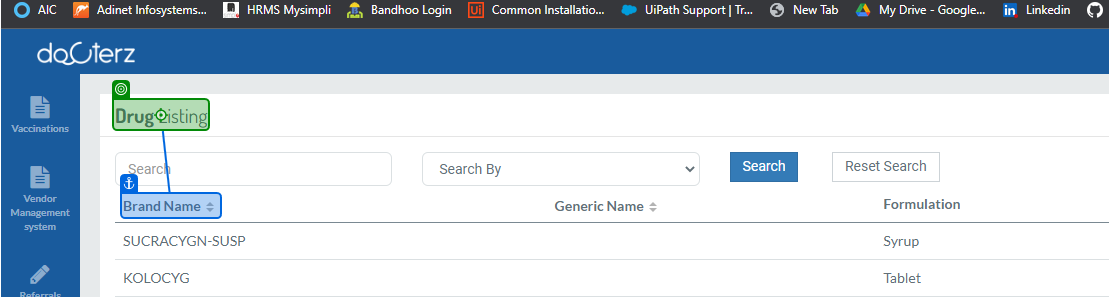 AIC Adinet Infosystems... HRMS Mysimpli Bandhoo Login Common Installatio... UiPath Support | Tr... New Tab My Drive - Google... Linkedin
docterz
Vaccinations
Vendor
Management
system
Referrals
Drug Listing
Search Search By Search Reset Search
Brand Name Generic Name Formulation
SUCRACYGN-SUSP Syrup
KOLOCYG Tablet